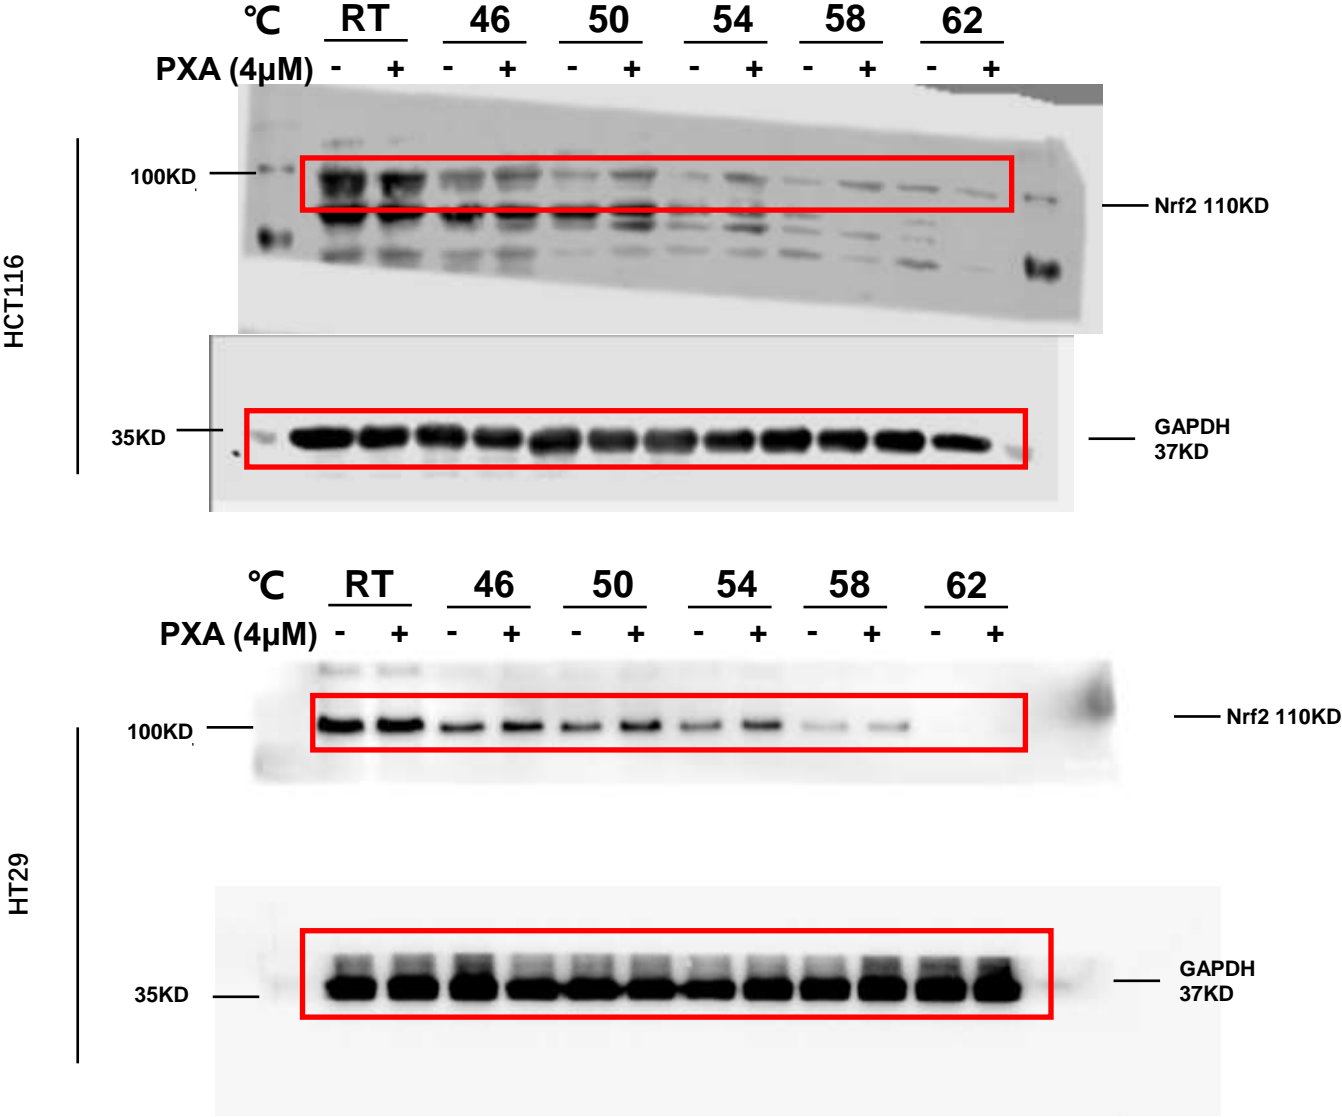 ℃ RT 46 50 54 58 62
PXA (4μM) - + - + - + - + - + - +
100KD
Nrf2 110KD
HCT116
35KD
GAPDH
37KD
℃ RT 46 50 54 58 62
PXA (4μM) - + - + - + - + - + - +
100KD
Nrf2 110KD
HT29
35KD
GAPDH
37KD